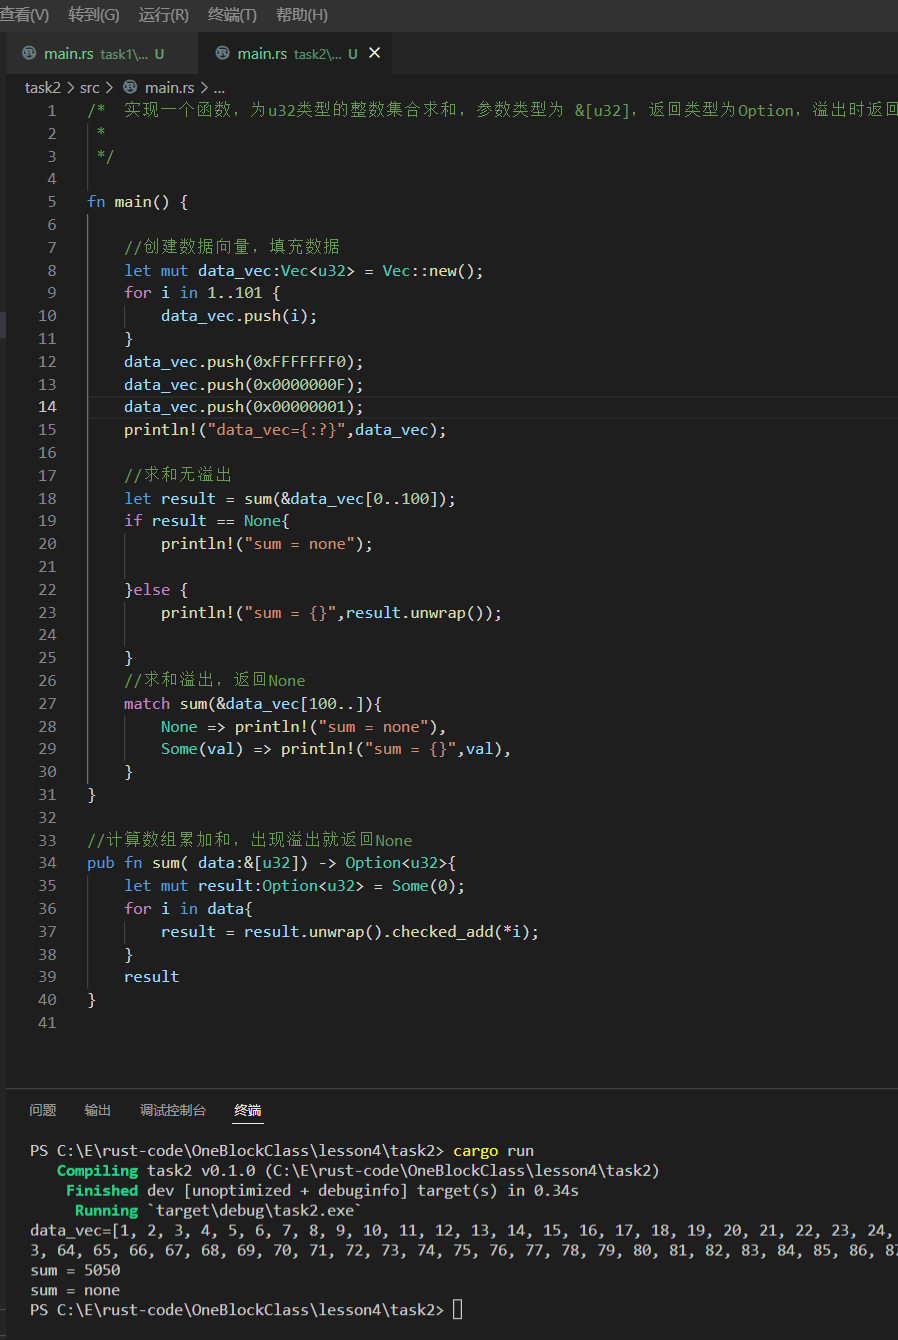 查看(V) 转到(G) 运行(R) 终端(T) 帮助(H)
main.rs task1\... U main.rs task2\... U ×
task2 > src > main.rs > ...
1 /* 实现一个函数，为u32类型的整数集合求和，参数类型为 &[u32]，返回类型为Option，溢出时返回
2 *
3 */
4
5 fn main() {
6
7 //创建数据向量，填充数据
8 let mut data_vec:Vec<u32> = Vec::new();
9 for i in 1..101 {
10 data_vec.push(i);
11 }
12 data_vec.push(0xFFFFFFF0);
13 data_vec.push(0x0000000F);
14 data_vec.push(0x00000001);
15 println!("data_vec={:?}",data_vec);
16
17 //求和无溢出
18 let result = sum(&data_vec[0..100]);
19 if result == None{
20 println!("sum = none");
21
22 }else {
23 println!("sum = {}",result.unwrap());
24
25 }
26 //求和溢出，返回None
27 match sum(&data_vec[100..]){
28 None => println!("sum = none"),
29 Some(val) => println!("sum = {}",val),
30 }
31 }
32
33 //计算数组累加和，出现溢出就返回None
34 pub fn sum( data:&[u32]) -> Option<u32>{
35 let mut result:Option<u32> = Some(0);
36 for i in data{
37 result = result.unwrap().checked_add(*i);
38 }
39 result
40 }
41
问题 输出 调试控制台 终端
PS C:\E\rust-code\OneBlockClass\lesson4\task2> cargo run
Compiling task2 v0.1.0 (C:\E\rust-code\OneBlockClass\lesson4\task2)
Finished dev [unoptimized + debuginfo] target(s) in 0.34s
Running `target\debug\task2.exe`
data_vec=[1, 2, 3, 4, 5, 6, 7, 8, 9, 10, 11, 12, 13, 14, 15, 16, 17, 18, 19, 20, 21, 22, 23, 24,
3, 64, 65, 66, 67, 68, 69, 70, 71, 72, 73, 74, 75, 76, 77, 78, 79, 80, 81, 82, 83, 84, 85, 86, 87
sum = 5050
sum = none
PS C:\E\rust-code\OneBlockClass\lesson4\task2>